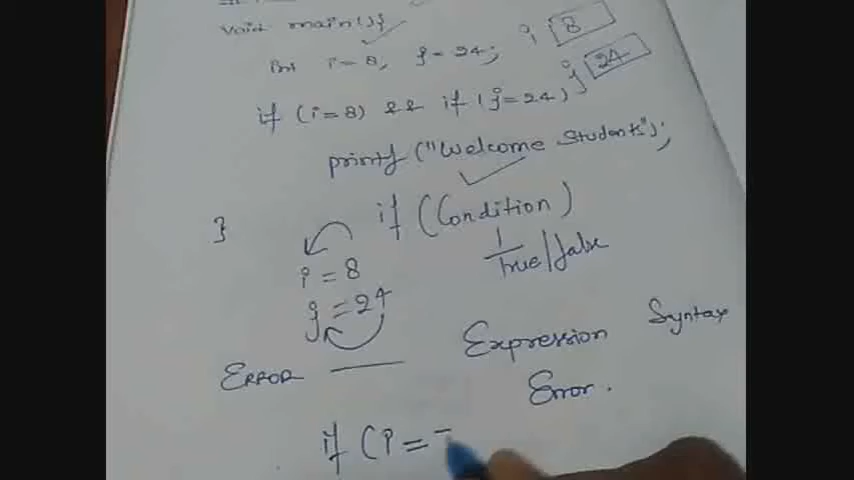 void main(){
int i=8, j=24;
i 8
j 24
if (i=8) && if (j=24)
printf ("Welcome Students");
}
if (Condition)
True/false
i = 8
j = 24
ERROR — Expression Syntax
Error.
if (i =